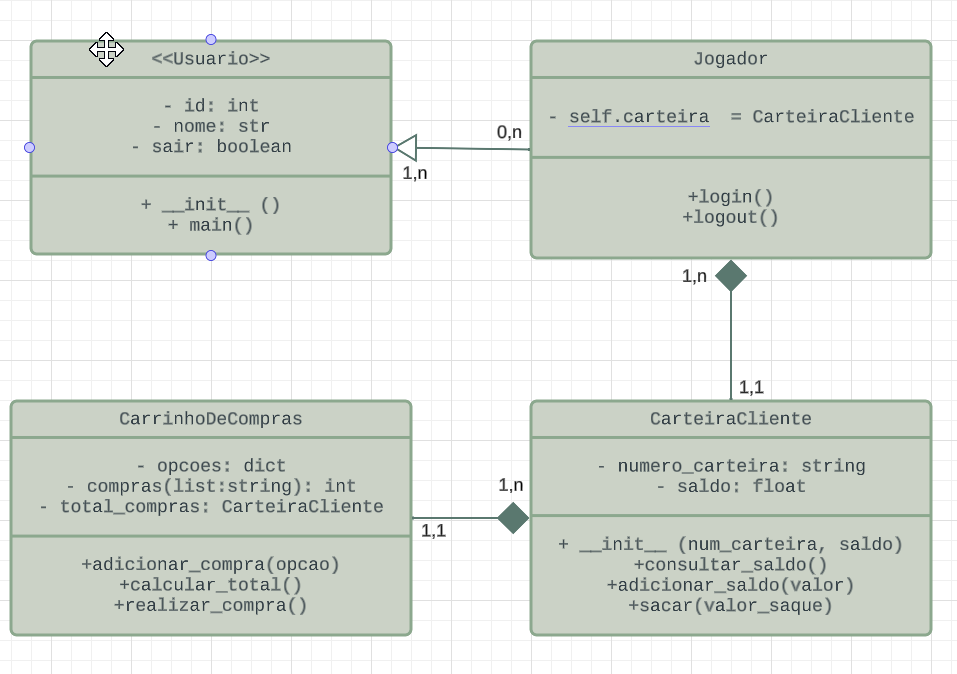 <<Usuario>>
- id: int
- nome: str
- sair: boolean
+ __init__ ()
+ main()
0,n
1,n
Jogador
- self.carteira  = CarteiraCliente
+login()
+logout()
1,n
1,1
CarrinhoDeCompras
- opcoes: dict
- compras(list:string): int
- total_compras: CarteiraCliente
+adicionar_compra(opcao)
+calcular_total()
+realizar_compra()
1,n
1,1
CarteiraCliente
- numero_carteira: string
- saldo: float
+ __init__ (num_carteira, saldo)
+consultar_saldo()
+adicionar_saldo(valor)
+sacar(valor_saque)